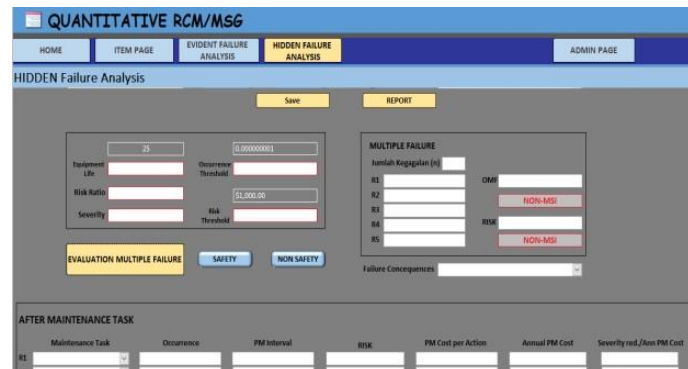 QUANTITATIVE RCM/MSG
HOME
ITEM PAGE
EVIDENT FAILURE
ANALYSIS
HIDDEN FAILURE
ANALYSIS
ADMIN PAGE
HIDDEN Failure Analysis
Save
REPORT
25
0.000000001
Equipment
Life
Occurrence
Threshold
Risk Ratio
$1,000.00
Severity
Risk
Threshold
MULTIPLE FAILURE
Jumlah Kegagalan (n)
R1
OMF
R2
NON-MSI
R3
R4
RISK
R5
NON-MSI
EVALUATION MULTIPLE FAILURE
SAFETY
NON SAFETY
Failure Concequences
AFTER MAINTENANCE TASK
Maintenance Task
Occurrence
PM Interval
RISK
PM Cost per Action
Annual PM Cost
Severity red./Ann PM Cost
R1